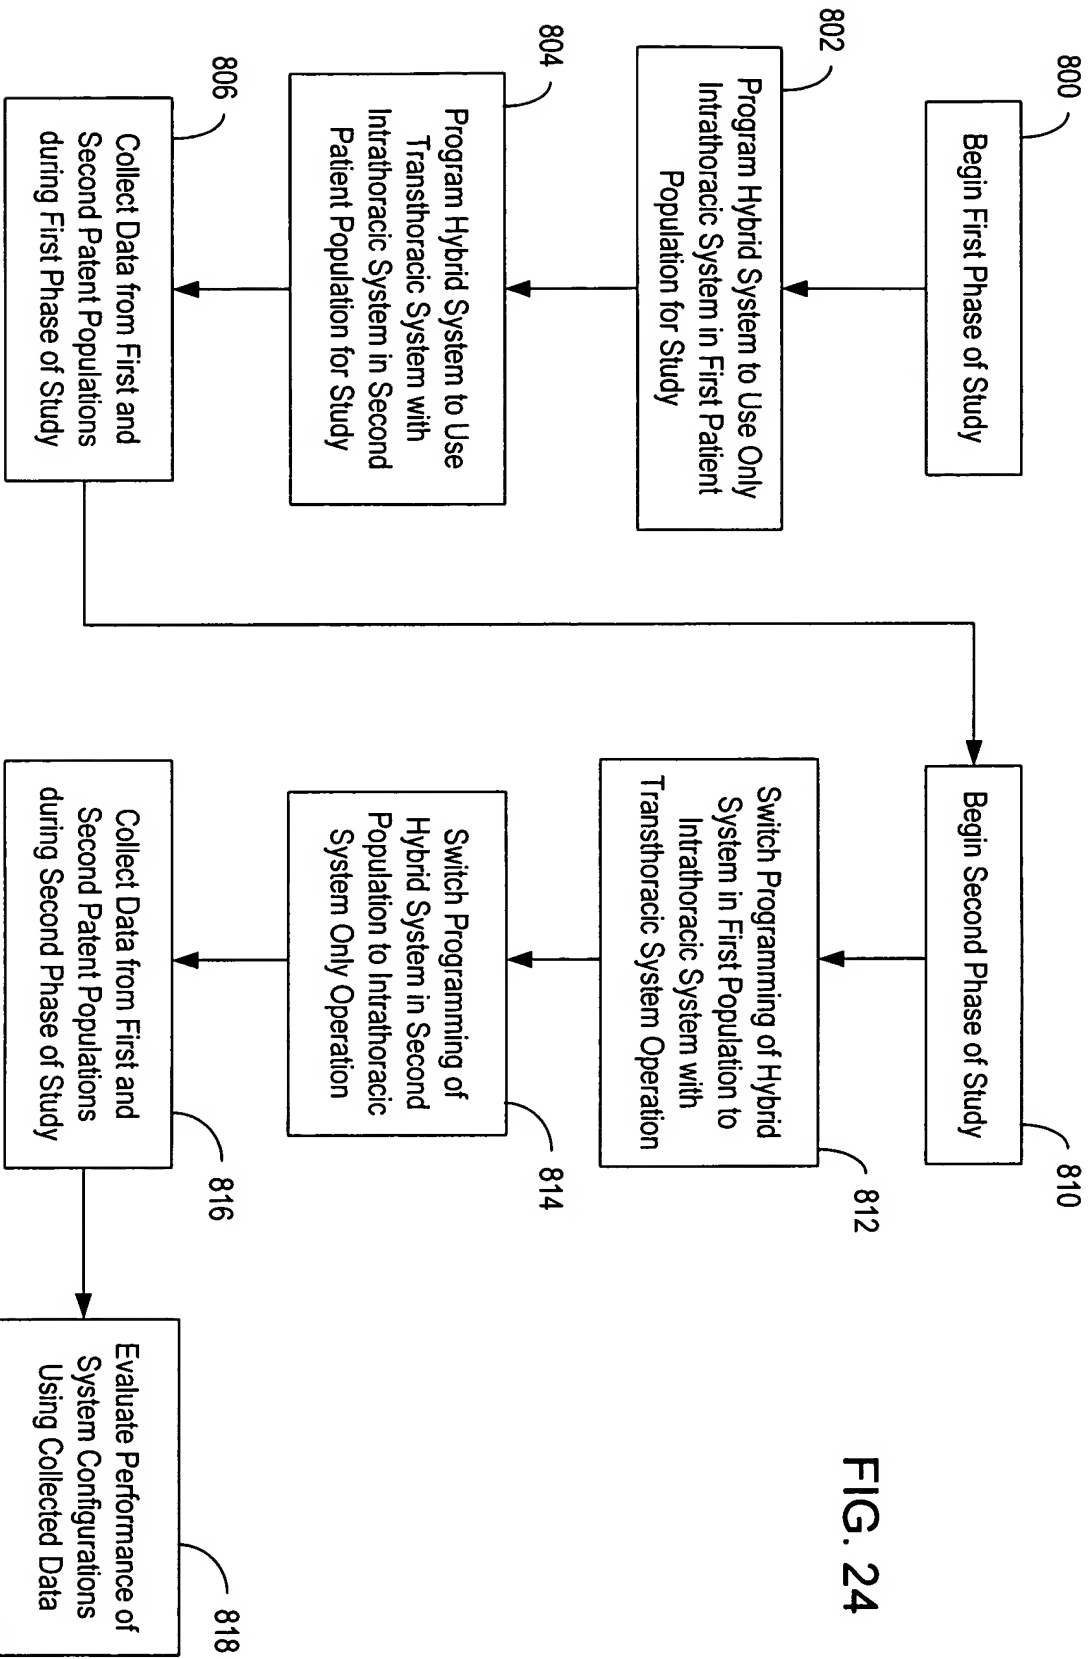 800
Begin First Phase of Study
802
Program Hybrid System to Use Only
Intrathoracic System in First Patient
Population for Study
804
Program Hybrid System to Use
Transthoracic System with
Intrathoracic System in Second
Patient Population for Study
806
Collect Data from First and
Second Patent Populations
during First Phase of Study
810
Begin Second Phase of Study
812
Switch Programming of Hybrid
System in First Population to
Intrathoracic System with
Transthoracic System Operation
814
Switch Programming of
Hybrid System in Second
Population to Intrathoracic
System Only Operation
816
Collect Data from First and
Second Patent Populations
during Second Phase of Study
818
Evaluate Performance of
System Configurations
Using Collected Data
FIG. 24